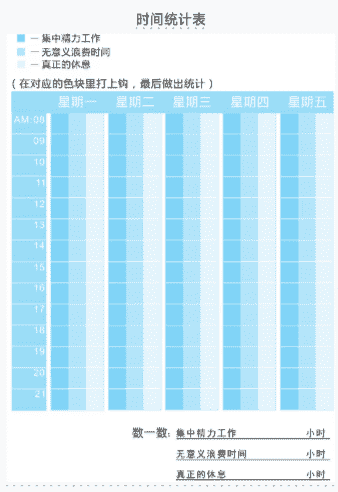 时间统计表
— 集中精力工作
— 无意义浪费时间
— 真正的休息
（在对应的色块里打上钩，最后做出统计）
星期一 星期二 星期三 星期四 星期五
AM:08
09
10
11
12
13
14
15
16
17
18
19
20
21
数一数: 集中精力工作 小时
无意义浪费时间 小时
真正的休息 小时